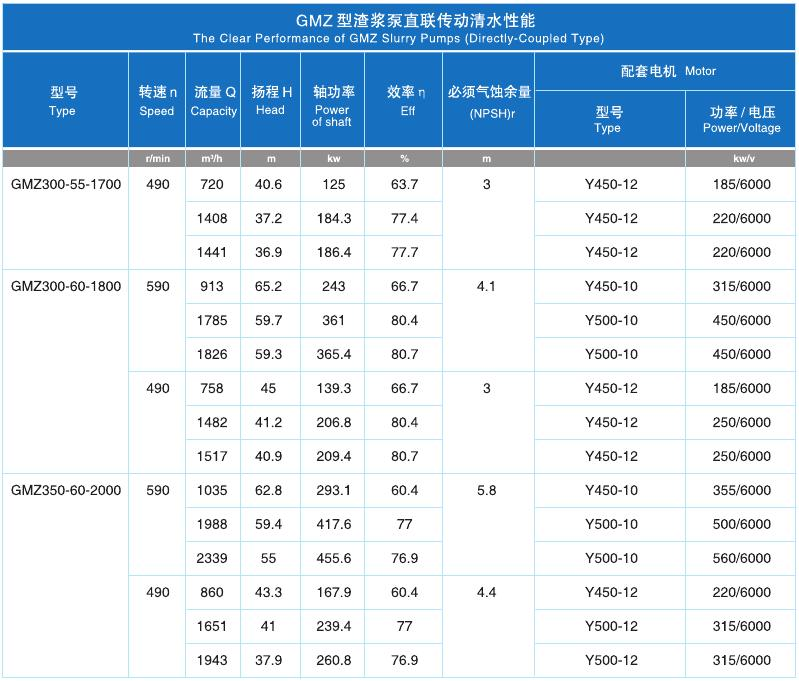 GMZ 型渣浆泵直联传动清水性能
The Clear Performance of GMZ Slurry Pumps (Directly-Coupled Type)
型号 转速 n 流量 Q 扬程 H 轴功率 效率 η 必须气蚀余量 配套电机 Motor
Type Speed Capacity Head Power of shaft Eff (NPSH)r 型号 功率 / 电压
Type Power/Voltage
r/min m³/h m kw % m kw/v
GMZ300-55-1700 490 720 40.6 125 63.7 3 Y450-12 185/6000
1408 37.2 184.3 77.4 Y450-12 220/6000
1441 36.9 186.4 77.7 Y450-12 220/6000
GMZ300-60-1800 590 913 65.2 243 66.7 4.1 Y450-10 315/6000
1785 59.7 361 80.4 Y500-10 450/6000
1826 59.3 365.4 80.7 Y500-10 450/6000
490 758 45 139.3 66.7 3 Y450-12 185/6000
1482 41.2 206.8 80.4 Y450-12 250/6000
1517 40.9 209.4 80.7 Y450-12 250/6000
GMZ350-60-2000 590 1035 62.8 293.1 60.4 5.8 Y450-10 355/6000
1988 59.4 417.6 77 Y500-10 500/6000
2339 55 455.6 76.9 Y500-10 560/6000
490 860 43.3 167.9 60.4 4.4 Y450-12 220/6000
1651 41 239.4 77 Y500-12 315/6000
1943 37.9 260.8 76.9 Y500-12 315/6000